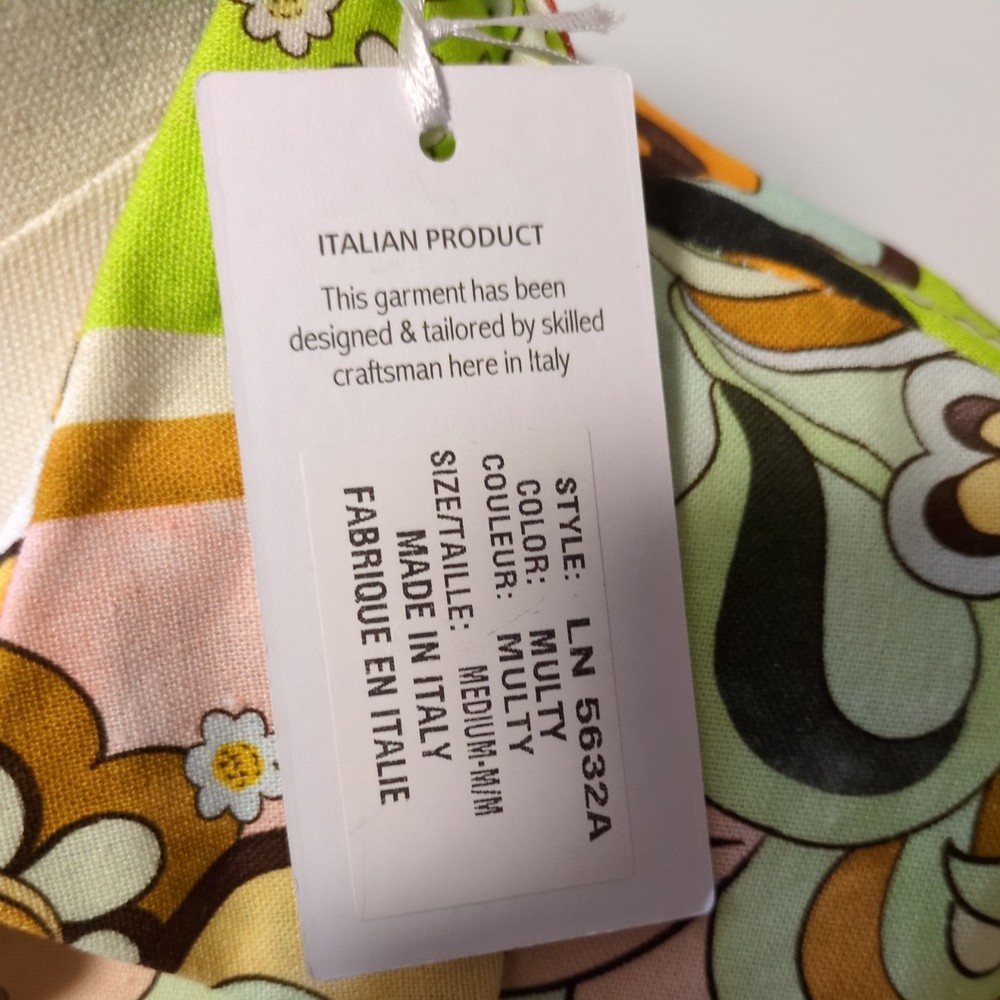 ITALIAN PRODUCT
This garment has been
designed & tailored by skilled
craftsman here in Italy
STYLE: LN 5632A
COLOR: MULTY
COULEUR: MULTY
SIZE/TAILLE: MEDIUM-M/M
MADE IN ITALY
FABRIQUE EN ITALIE